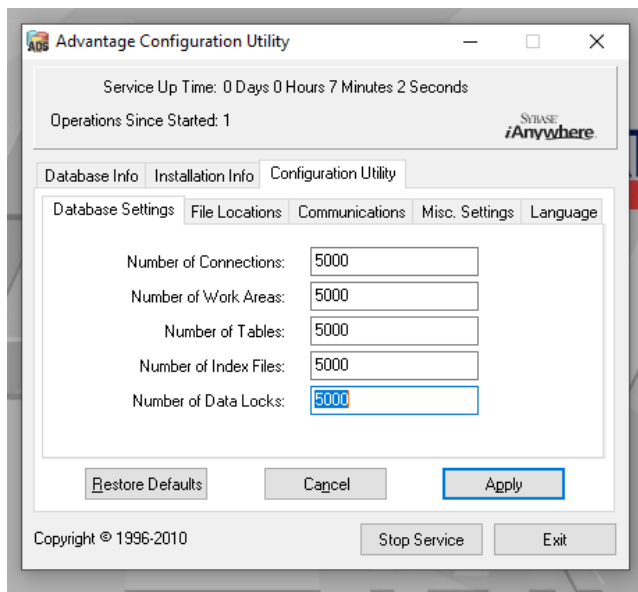 Advantage Configuration Utility
Service Up Time: 0 Days 0 Hours 7 Minutes 2 Seconds
Operations Since Started: 1
SYBASE
iAnywhere.
Database Info Installation Info Configuration Utility
Database Settings File Locations Communications Misc. Settings Language
Number of Connections: 5000
Number of Work Areas: 5000
Number of Tables: 5000
Number of Index Files: 5000
Number of Data Locks: 5000
Restore Defaults Cancel Apply
Copyright © 1996-2010 Stop Service Exit